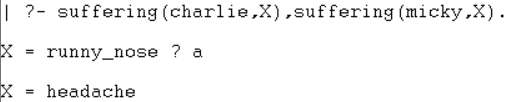 | ?- suffering(charlie,X),suffering(micky,X).
X = runny_nose ? a
X = headache